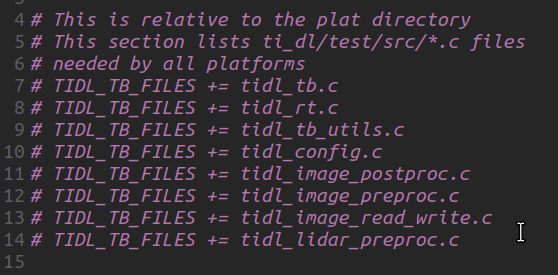 4 # This is relative to the plat directory
5 # This section lists ti_dl/test/src/*.c files
6 # needed by all platforms
7 # TIDL_TB_FILES += tidl_tb.c
8 # TIDL_TB_FILES += tidl_rt.c
9 # TIDL_TB_FILES += tidl_tb_utils.c
10 # TIDL_TB_FILES += tidl_config.c
11 # TIDL_TB_FILES += tidl_image_postproc.c
12 # TIDL_TB_FILES += tidl_image_preproc.c
13 # TIDL_TB_FILES += tidl_image_read_write.c
14 # TIDL_TB_FILES += tidl_lidar_preproc.c
15